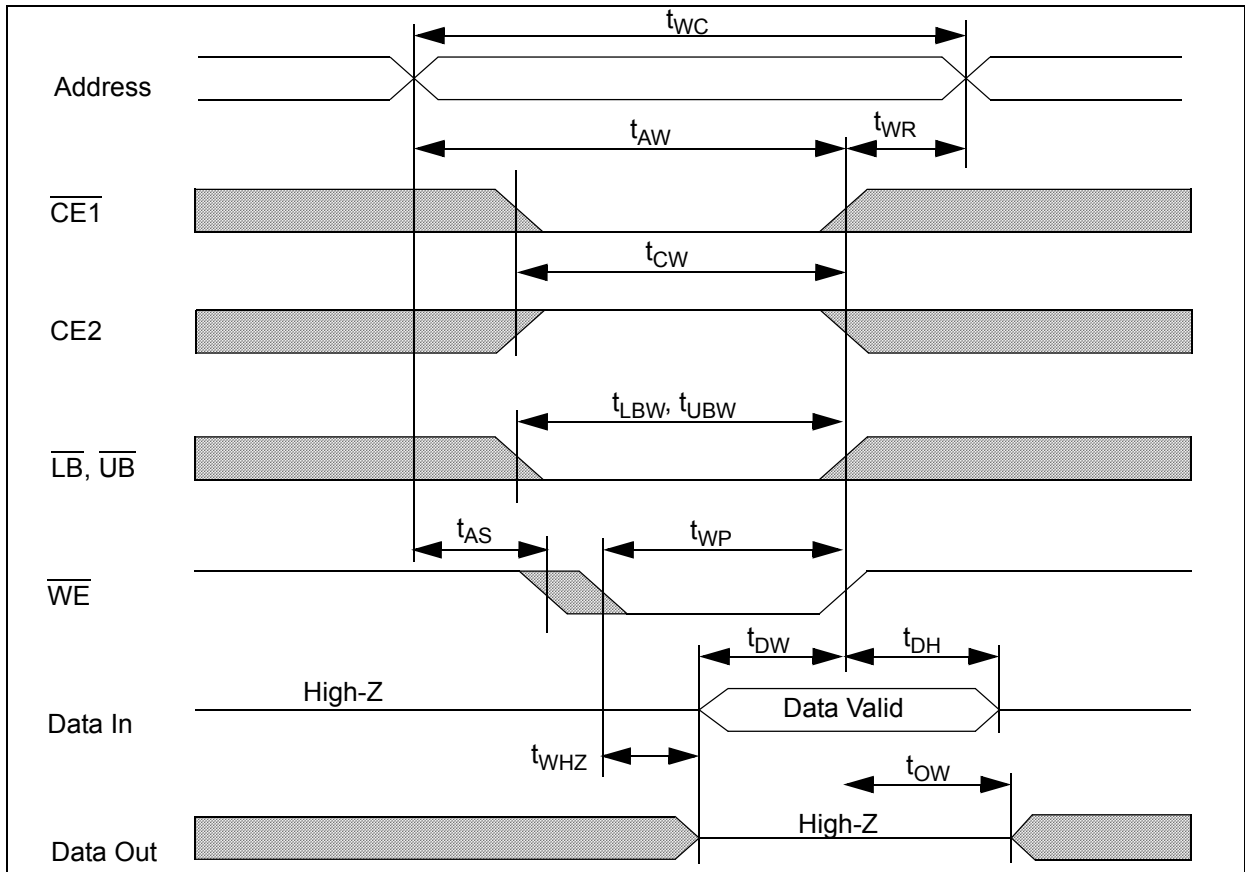 tWC
Address
tAW
tWR
CE1
tCW
CE2
tLBW, tUBW
LB, UB
tAS
tWP
WE
tDW
tDH
High-Z
Data Valid
Data In
tWHZ
tOW
High-Z
Data Out